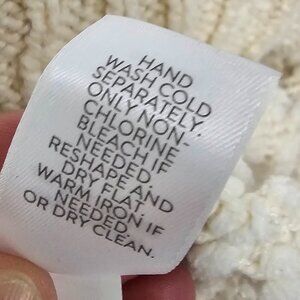 HAND
WASH COLD
SEPARATELY.
ONLY NON-
CHLORINE
BLEACH IF
NEEDED.
RESHAPE AND
DRY FLAT.
WARM IRON IF
NEEDED.
OR DRY CLEAN.